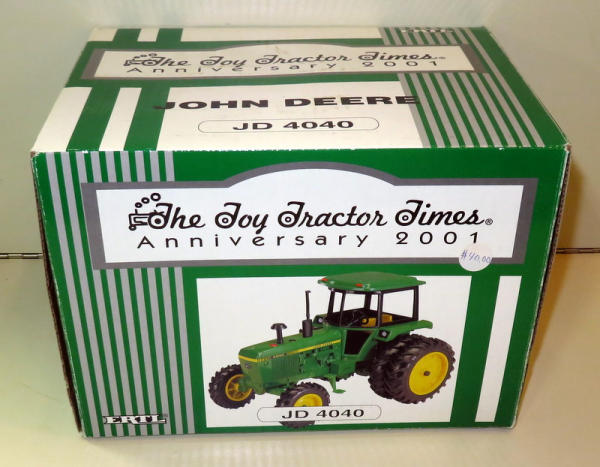 The Toy Tractor Times®
Anniversary 2001
JOHN DEERE
JD 4040
The Toy Tractor Times®
Anniversary 2001
#40.00
JD 4040
ERTL